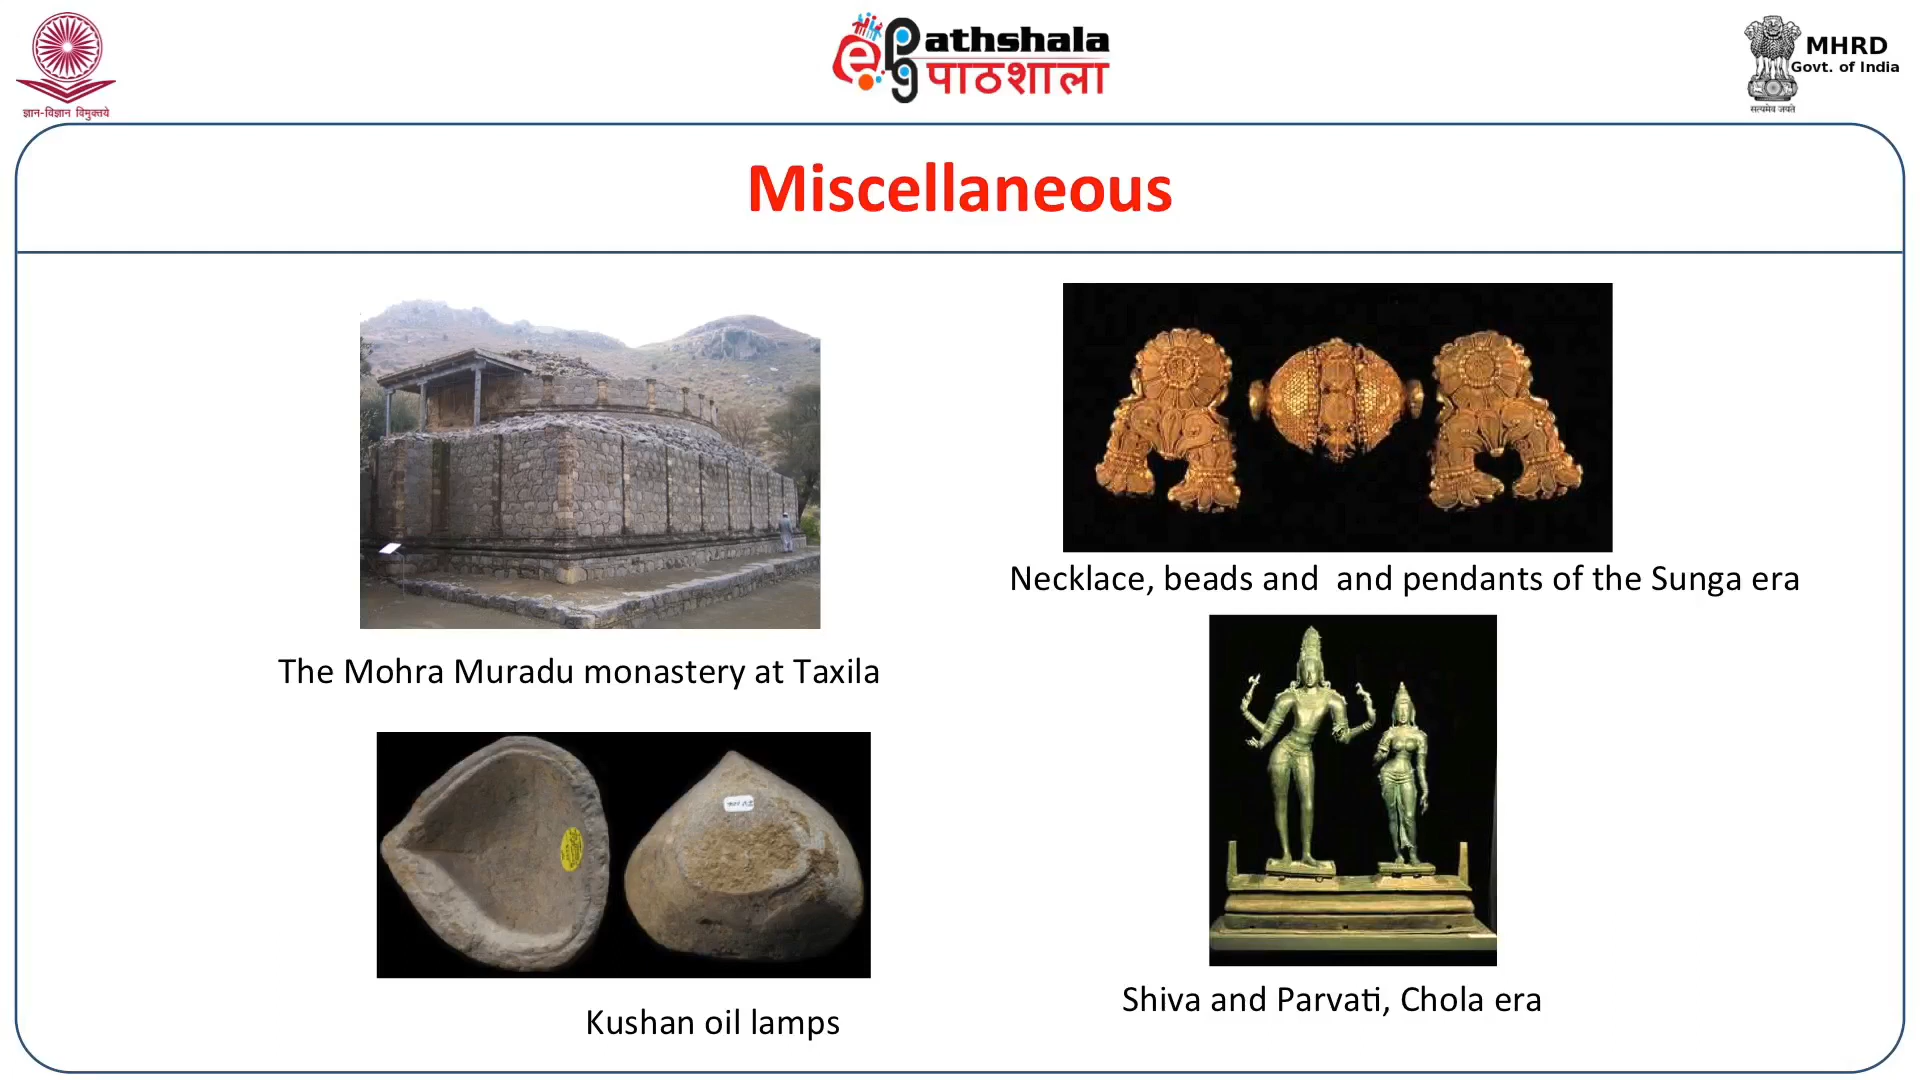 ज्ञान-विज्ञान विमुक्तये
ePathshala
पाठशाला
MHRD
Govt. of India
सत्यमेव जयते
Miscellaneous
Necklace, beads and  and pendants of the Sunga era
The Mohra Muradu monastery at Taxila
Shiva and Parvati, Chola era
Kushan oil lamps